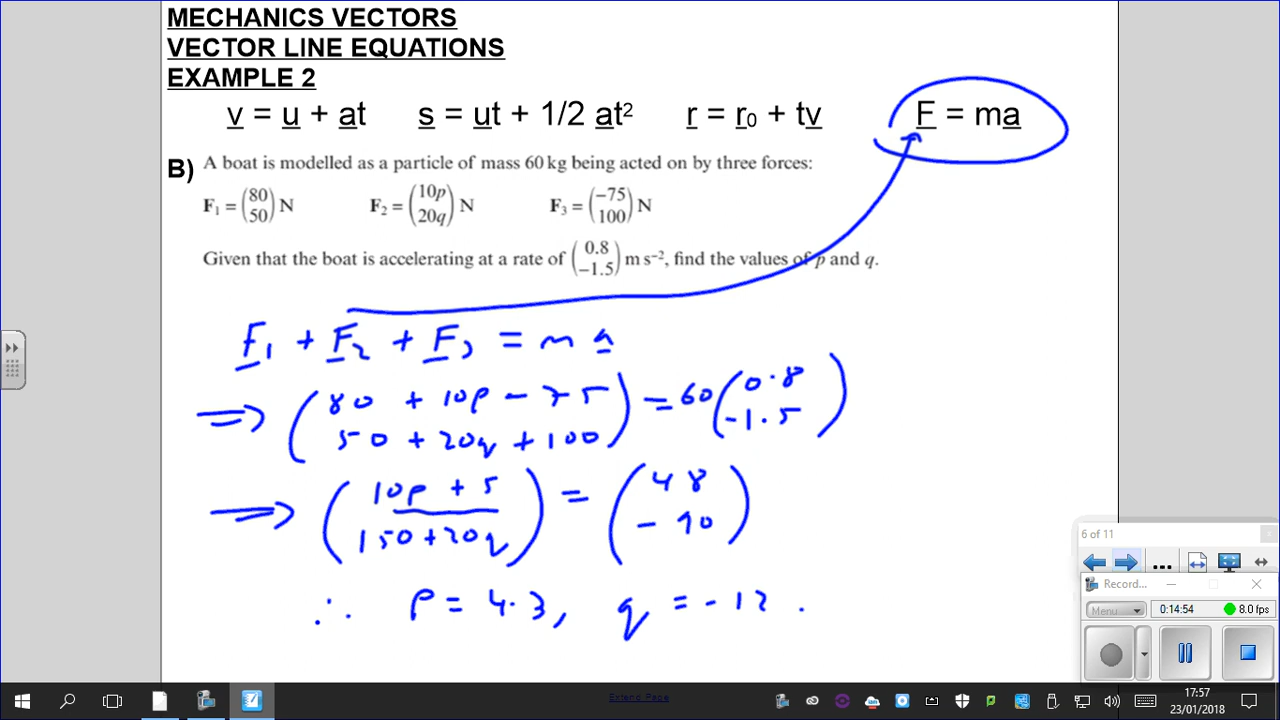 MECHANICS VECTORS
VECTOR LINE EQUATIONS
EXAMPLE 2
v = u + at s = ut + 1/2 at² r = r₀ + tv F = ma
B) A boat is modelled as a particle of mass 60 kg being acted on by three forces:
F₁ = (80 50) N F₂ = (10p 20q) N F₃ = (−75 100) N
Given that the boat is accelerating at a rate of (0.8 −1.5) m s⁻², find the values of p and q.
F₁ + F₂ + F₃ = m a
⇒ (80 + 10p − 75 50 + 20q + 100) = 60 (0.8 −1.5)
⇒ (10p + 5 150 + 20q) = (48 −90)
∴ p = 4.3, q = −12.
6 of 11
Record...
Menu
0:14:54
8.0 fps
Extend Page
17:57
23/01/2018